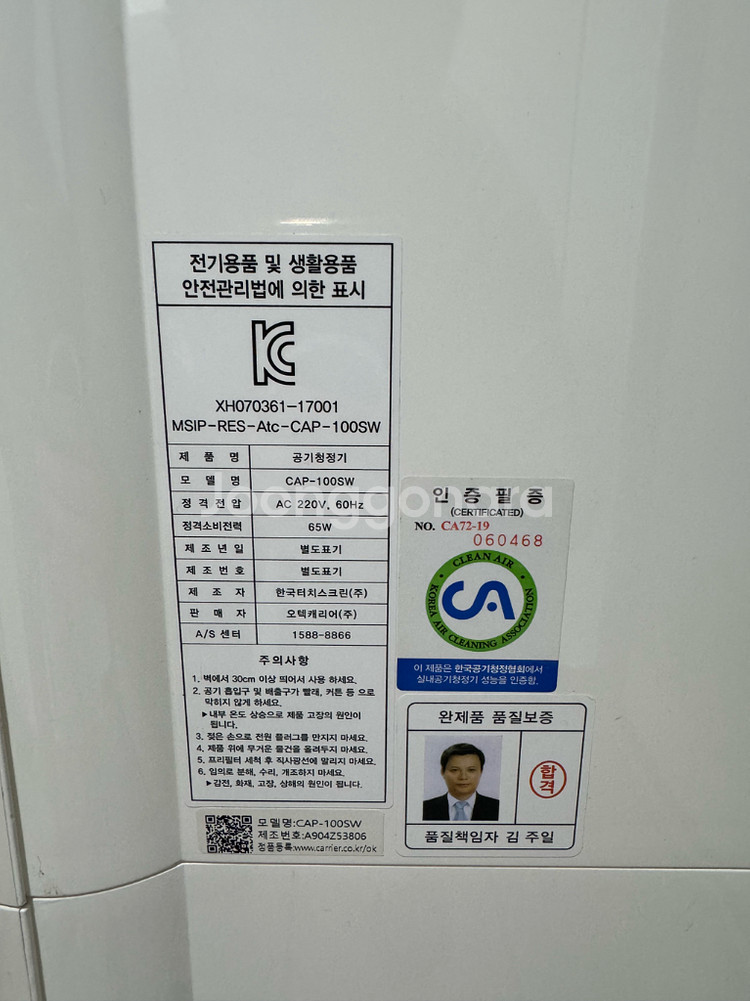 전기용품 및 생활용품
안전관리법에 의한 표시
XH070361-17001
MSIP-RES-Atc-CAP-100SW
제 품 명 공기청정기
모 델 명 CAP-100SW
정 격 전 압 AC 220V, 60Hz
정격소비전력 65W
제 조 년 일 별도표기
제 조 번 호 별도표기
제 조 자 한국터치스크린(주)
판 매 자 오텍캐리어(주)
A/S 센터 1588-8866
주의사항
1. 벽에서 30cm 이상 띄어서 사용 하세요.
2. 공기 흡입구 및 배출구가 빨래, 커튼 등 으로
막히지 않게 하세요.
▶내부 온도 상승으로 제품 고장의 원인이
됩니다.
3. 젖은 손으로 전원 플러그를 만지지 마세요.
4. 제품 위에 무거운 물건을 올려두지 마세요.
5. 프리필터 세척 후 직사광선에 말리지 마세요.
6. 임의로 분해, 수리, 개조하지 마세요.
▶감전, 화재, 고장, 상해의 원인이 됩니다.
모델명:CAP-100SW
제조번호:A904Z53806
정품등록:www.carrier.co.kr/ok
인 증 필 증
(CERTIFICATED)
NO. CA72-19
060468
CLEAN AIR
CA
KOREA AIR CLEANING ASSOCIATION
이 제품은 한국공기청정협회에서
실내공기청정기 성능을 인증함.
완제품 품질보증
합격
품질책임자 김 주일
Joonggonara